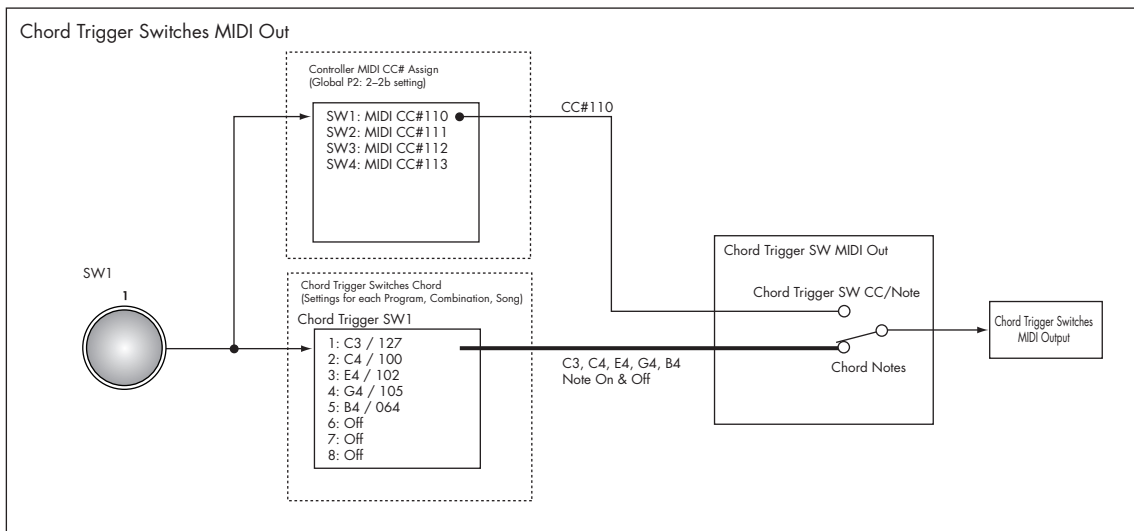 Chord Trigger Switches MIDI Out
Controller MIDI CC# Assign
(Global P2: 2–2b setting)
SW1: MIDI CC#110
SW2: MIDI CC#111
SW3: MIDI CC#112
SW4: MIDI CC#113
CC#110
SW1
1
Chord Trigger Switches Chord
(Settings for each Program, Combination, Song)
Chord Trigger SW1
1: C3 / 127
2: C4 / 100
3: E4 / 102
4: G4 / 105
5: B4 / 064
6: Off
7: Off
8: Off
C3, C4, E4, G4, B4
Note On & Off
Chord Trigger SW MIDI Out
Chord Trigger SW CC/Note
Chord Notes
Chord Trigger Switches
MIDI Output